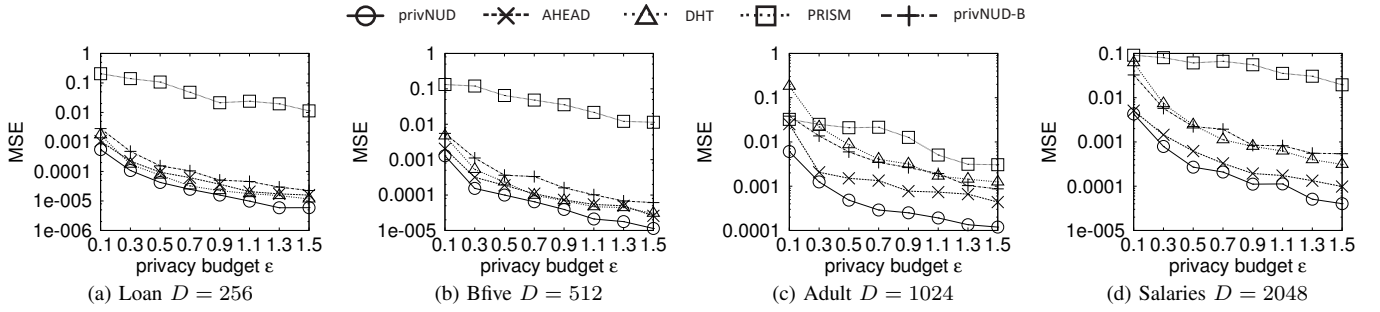 privNUD AHEAD DHT PRISM privNUD-B
MSE
1
0.1
0.01
0.001
0.0001
1e-005
1e-006
0.1 0.3 0.5 0.7 0.9 1.1 1.3 1.5
privacy budget ε
(a) Loan D = 256
MSE
1
0.1
0.01
0.001
0.0001
1e-005
0.1 0.3 0.5 0.7 0.9 1.1 1.3 1.5
privacy budget ε
(b) Bfive D = 512
MSE
1
0.1
0.01
0.001
0.0001
0.1 0.3 0.5 0.7 0.9 1.1 1.3 1.5
privacy budget ε
(c) Adult D = 1024
MSE
0.1
0.01
0.001
0.0001
1e-005
0.1 0.3 0.5 0.7 0.9 1.1 1.3 1.5
privacy budget ε
(d) Salaries D = 2048